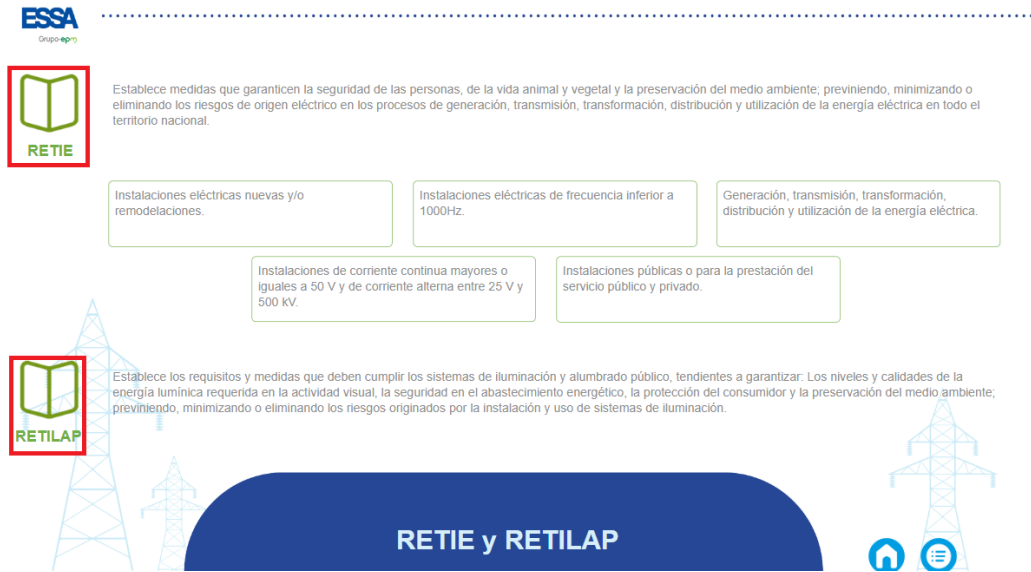 ESSA
Grupo·epm
Establece medidas que garanticen la seguridad de las personas, de la vida animal y vegetal y la preservación del medio ambiente; previniendo, minimizando o
eliminando los riesgos de origen eléctrico en los procesos de generación, transmisión, transformación, distribución y utilización de la energía eléctrica en todo el
territorio nacional.
RETIE
Instalaciones eléctricas nuevas y/o
remodelaciones.
Instalaciones eléctricas de frecuencia inferior a
1000Hz.
Generación, transmisión, transformación,
distribución y utilización de la energía eléctrica.
Instalaciones de corriente continua mayores o
iguales a 50 V y de corriente alterna entre 25 V y
500 kV.
Instalaciones públicas o para la prestación del
servicio público y privado.
Establece los requisitos y medidas que deben cumplir los sistemas de iluminación y alumbrado público, tendientes a garantizar: Los niveles y calidades de la
energía lumínica requerida en la actividad visual, la seguridad en el abastecimiento energético, la protección del consumidor y la preservación del medio ambiente;
previniendo, minimizando o eliminando los riesgos originados por la instalación y uso de sistemas de iluminación.
RETILAP
RETIE y RETILAP